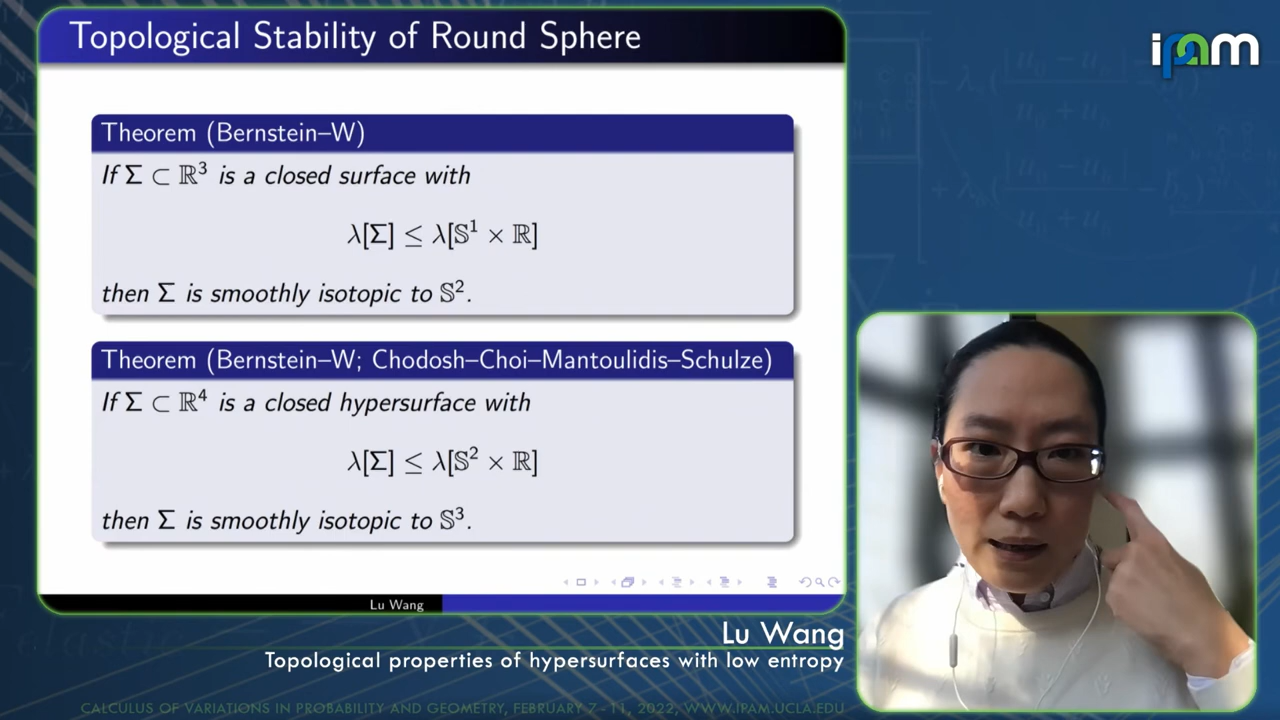 Topological Stability of Round Sphere
Theorem (Bernstein–W)
If Σ ⊂ ℝ³ is a closed surface with
λ[Σ] ≤ λ[𝕊¹ × ℝ]
then Σ is smoothly isotopic to 𝕊².
Theorem (Bernstein–W; Chodosh–Choi–Mantoulidis–Schulze)
If Σ ⊂ ℝ⁴ is a closed hypersurface with
λ[Σ] ≤ λ[𝕊² × ℝ]
then Σ is smoothly isotopic to 𝕊³.
Lu Wang
ipam
Lu Wang
Topological properties of hypersurfaces with low entropy
CALCULUS OF VARIATIONS IN PROBABILITY AND GEOMETRY, FEBRUARY 7 - 11, 2022, WWW.IPAM.UCLA.EDU